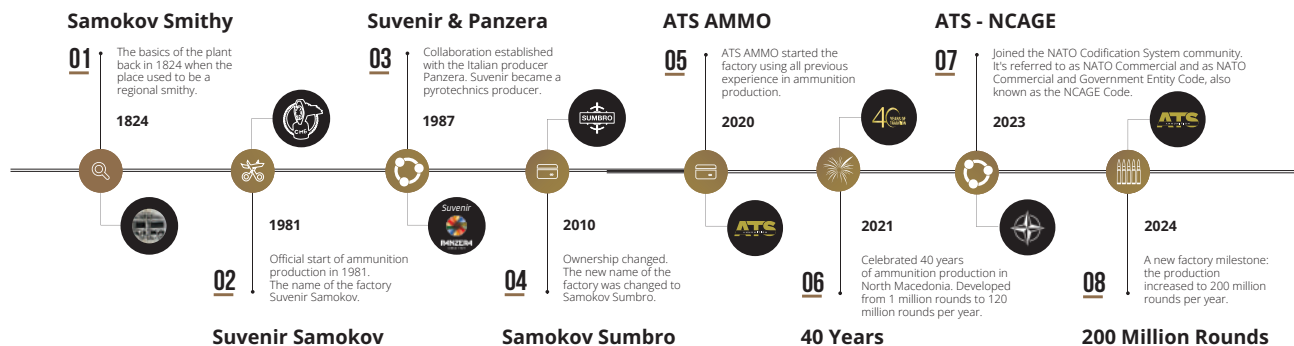 Samokov Smithy
01
The basics of the plant
back in 1824 when the
place used to be a
regional smithy.
1824
CME
1981
02
Official start of ammunition
production in 1981.
The name of the factory
Suvenir Samokov.
Suvenir Samokov
Suvenir & Panzera
03
Collaboration established
with the Italian producer
Panzera. Suvenir became a
pyrotechnics producer.
1987
Suvenir
PANZERA
SUMBRO
2010
04
Ownership changed.
The new name of the
factory was changed to
Samokov Sumbro.
Samokov Sumbro
ATS AMMO
05
ATS AMMO started the
factory using all previous
experience in ammunition
production.
2020
ATS
40 YEARS OF
TRADITION
2021
06
Celebrated 40 years
of ammunition production in
North Macedonia. Developed
from 1 million rounds to 120
million rounds per year.
40 Years
ATS - NCAGE
07
Joined the NATO Codification System community.
It's referred to as NATO Commercial and as NATO
Commercial and Government Entity Code, also
known as the NCAGE Code.
2023
ATS
2024
08
A new factory milestone:
the production
increased to 200 million
rounds per year.
200 Million Rounds